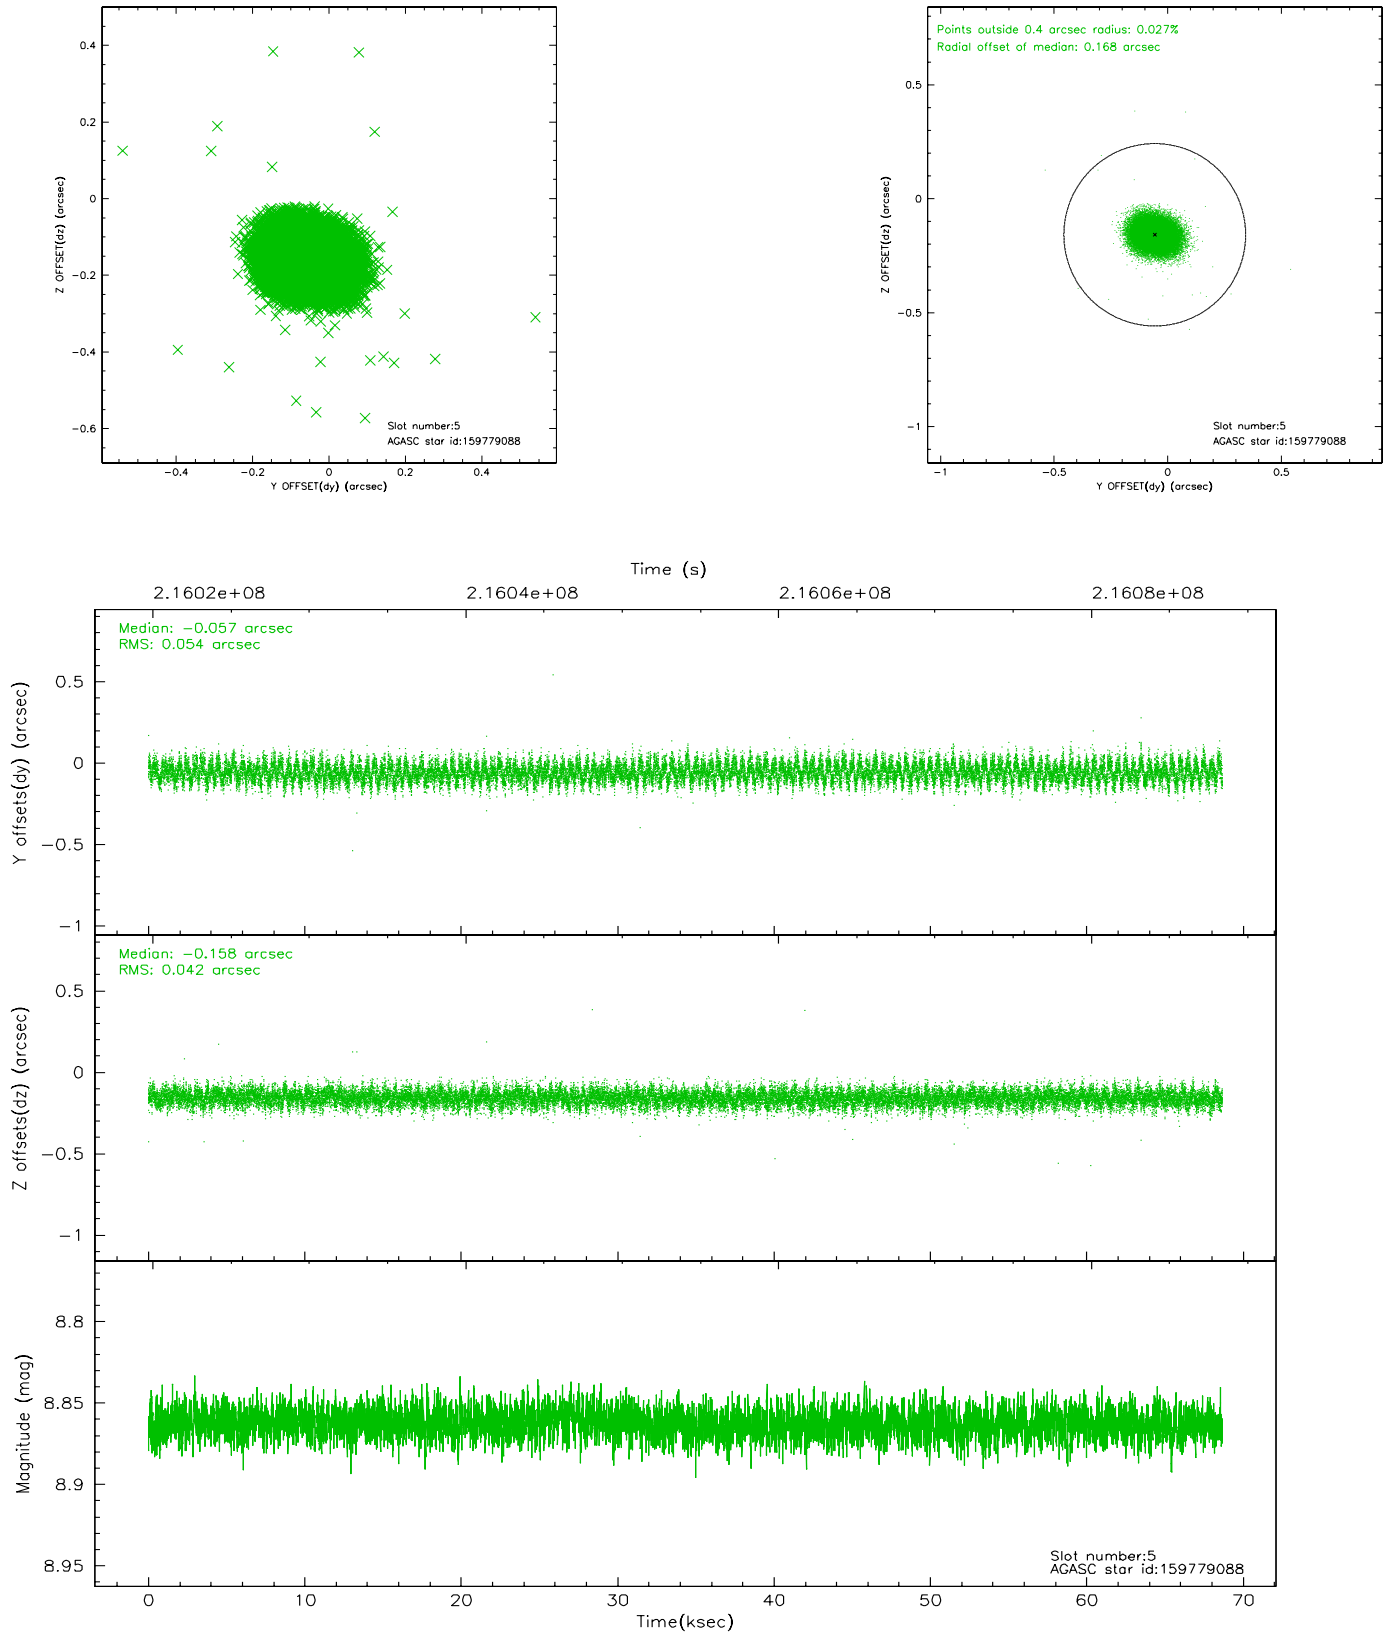 0.4
0.2
0
−0.2
−0.4
−0.6
Z OFFSET(dz) (arcsec)
Slot number:5
AGASC star id:159779088
−0.4 −0.2 0 0.2 0.4
Y OFFSET(dy) (arcsec)
Points outside 0.4 arcsec radius: 0.027%
Radial offset of median: 0.168 arcsec
0.5
0
−0.5
−1
Z OFFSET(dz) (arcsec)
Slot number:5
AGASC star id:159779088
−1 −0.5 0 0.5
Y OFFSET(dy) (arcsec)
Time (s)
2.1602e+08 2.1604e+08 2.1606e+08 2.1608e+08
Median: −0.057 arcsec
RMS: 0.054 arcsec
0.5
0
−0.5
−1
Y offsets(dy) (arcsec)
Median: −0.158 arcsec
RMS: 0.042 arcsec
0.5
0
−0.5
−1
Z offsets(dz) (arcsec)
8.8
8.85
8.9
8.95
Magnitude (mag)
Slot number:5
AGASC star id:159779088
0 10 20 30 40 50 60 70
Time(ksec)